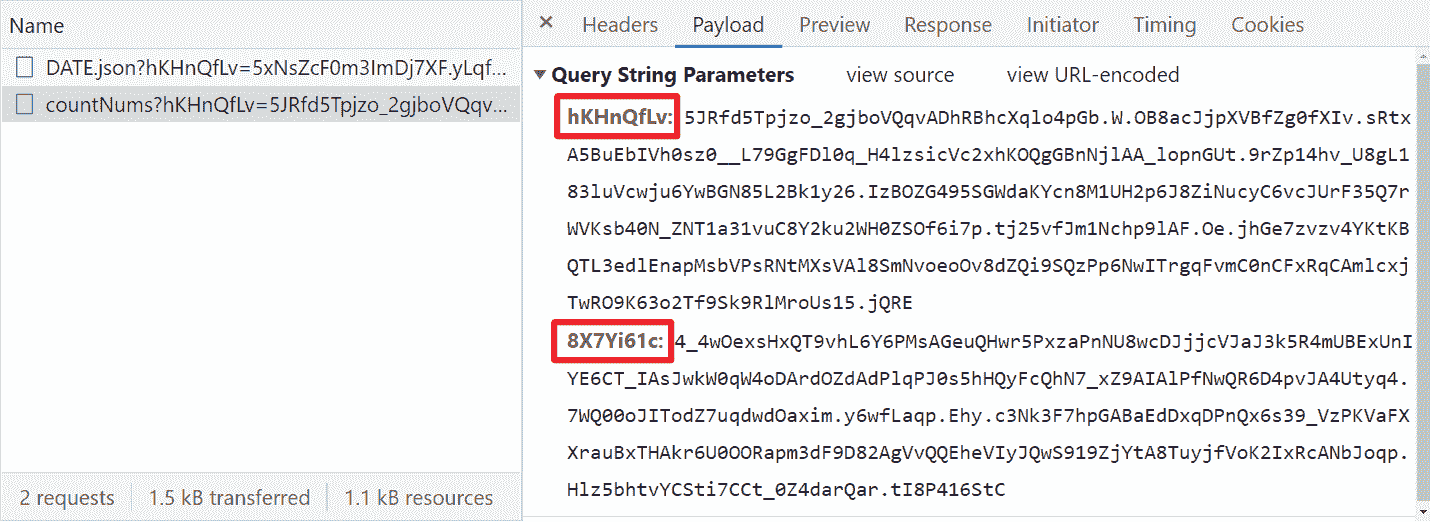 Name
DATE.json?hKHnQfLv=5xNsZcF0m3ImDj7XF.yLqf...
countNums?hKHnQfLv=5JRfd5Tpjzo_2gjboVQqv...
2 requests 1.5 kB transferred 1.1 kB resources
× Headers Payload Preview Response Initiator Timing Cookies
▼ Query String Parameters view source view URL-encoded
hKHnQfLv: 5JRfd5Tpjzo_2gjboVQqvADhRBhcXqlo4pGb.W.OB8acJjpXVBfZg0fXIv.sRtx
A5BuEbIVh0sz0__L79GgFDl0q_H4lzsicVc2xhKOQgGBnNjlAA_lopnGUt.9rZp14hv_U8gL1
83luVcwju6YwBGN85L2Bk1y26.IzBOZG495SGWdaKYcn8M1UH2p6J8ZiNucyC6vcJUrF35Q7r
WVKsb40N_ZNT1a31vuC8Y2ku2WH0ZSOf6i7p.tj25vfJm1Nchp9lAF.Oe.jhGe7zvzv4YKtKB
QTL3edlEnapMsbVPsRNtMXsVAl8SmNvoeoOv8dZQi9SQzPp6NwITrgqFvmC0nCFxRqCAmlcxj
TwRO9K63o2Tf9Sk9RlMroUs15.jQRE
8X7Yi61c: 4_4wOexsHxQT9vhL6Y6PMsAGeuQHwr5PxzaPnNU8wcDJjjcVJaJ3k5R4mUBExUnI
YE6CT_IAsJwkW0qW4oDArdOZdAdPlqPJ0s5hHQyFcQhN7_xZ9AIAlPfNwQR6D4pvJA4Utyq4.
7WQ00oJITodZ7uqdwdOaxim.y6wfLaqp.Ehy.c3Nk3F7hpGABaEdDxqDPnQx6s39_VzPKVaFX
XrauBxTHAkr6U0OORapm3dF9D82AgVvQQEheVIyJQwS919ZjYtA8TuyjfVoK2IxRcANbJoqp.
Hlz5bhtvYCSti7CCt_0Z4darQar.tI8P416StC